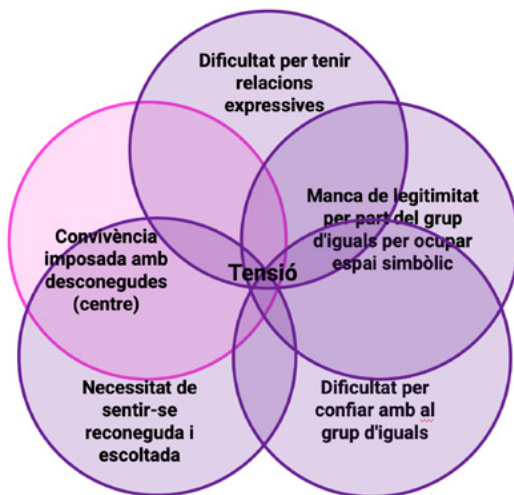 Dificultat per tenir
relacions
expressives
Manca de legitimitat
per part del grup
d'iguals per ocupar
espai simbòlic
Convivència
imposada amb
desconegudes
(centre)
Tensió
Necessitat de
sentir-se
reconeguda i
escoltada
Dificultat per
confiar amb al
grup d'iguals